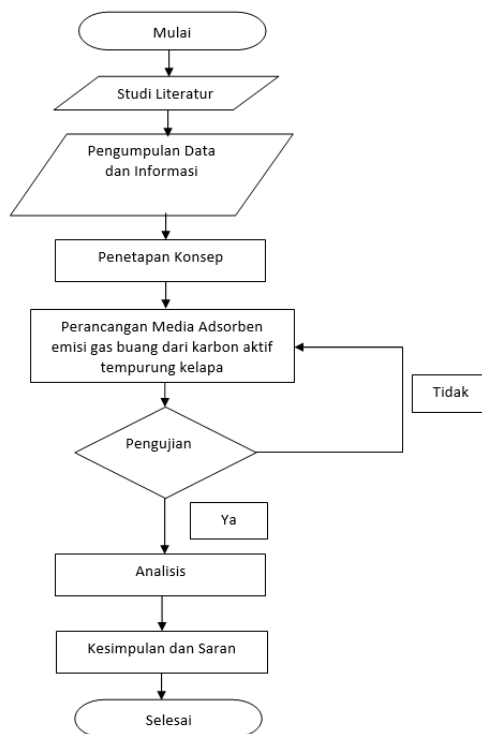 Mulai
Studi Literatur
Pengumpulan Data
dan Informasi
Penetapan Konsep
Perancangan Media Adsorben
emisi gas buang dari karbon aktif
tempurung kelapa
Tidak
Pengujian
Ya
Analisis
Kesimpulan dan Saran
Selesai